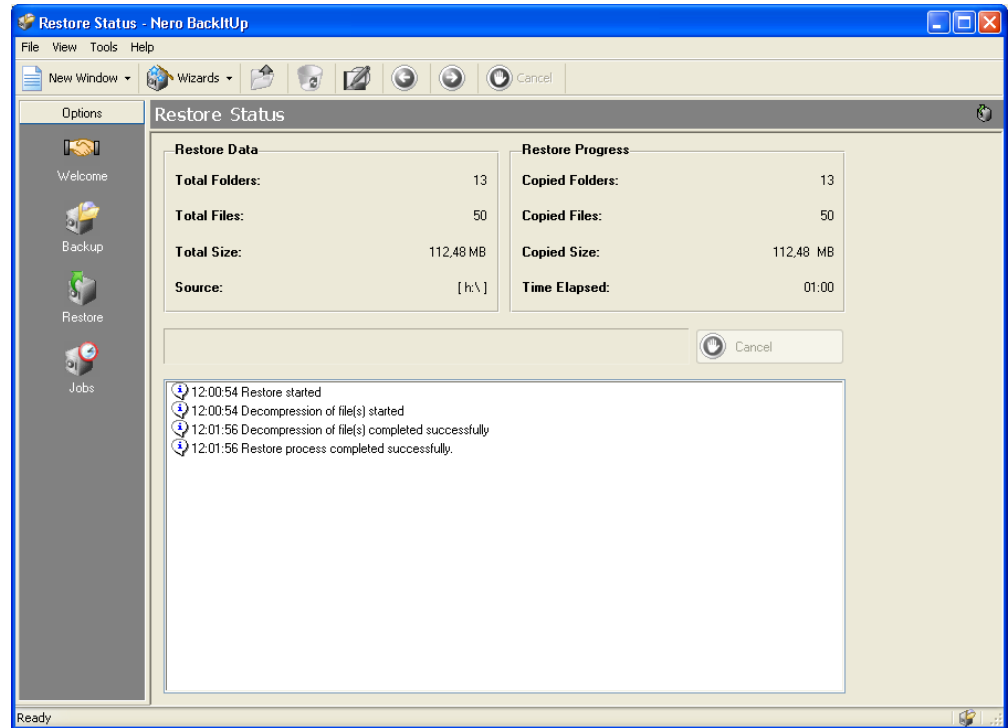 Restore Status - Nero BackItUp
File View Tools Help
New Window Wizards Cancel
Options
Restore Status
Welcome
Backup
Restore
Jobs
Restore Data
Total Folders: 13
Total Files: 50
Total Size: 112,48 MB
Source: [ h:\ ]
Restore Progress
Copied Folders: 13
Copied Files: 50
Copied Size: 112,48 MB
Time Elapsed: 01:00
Cancel
12:00:54 Restore started
12:00:54 Decompression of file(s) started
12:01:56 Decompression of file(s) completed successfully
12:01:56 Restore process completed successfully.
Ready